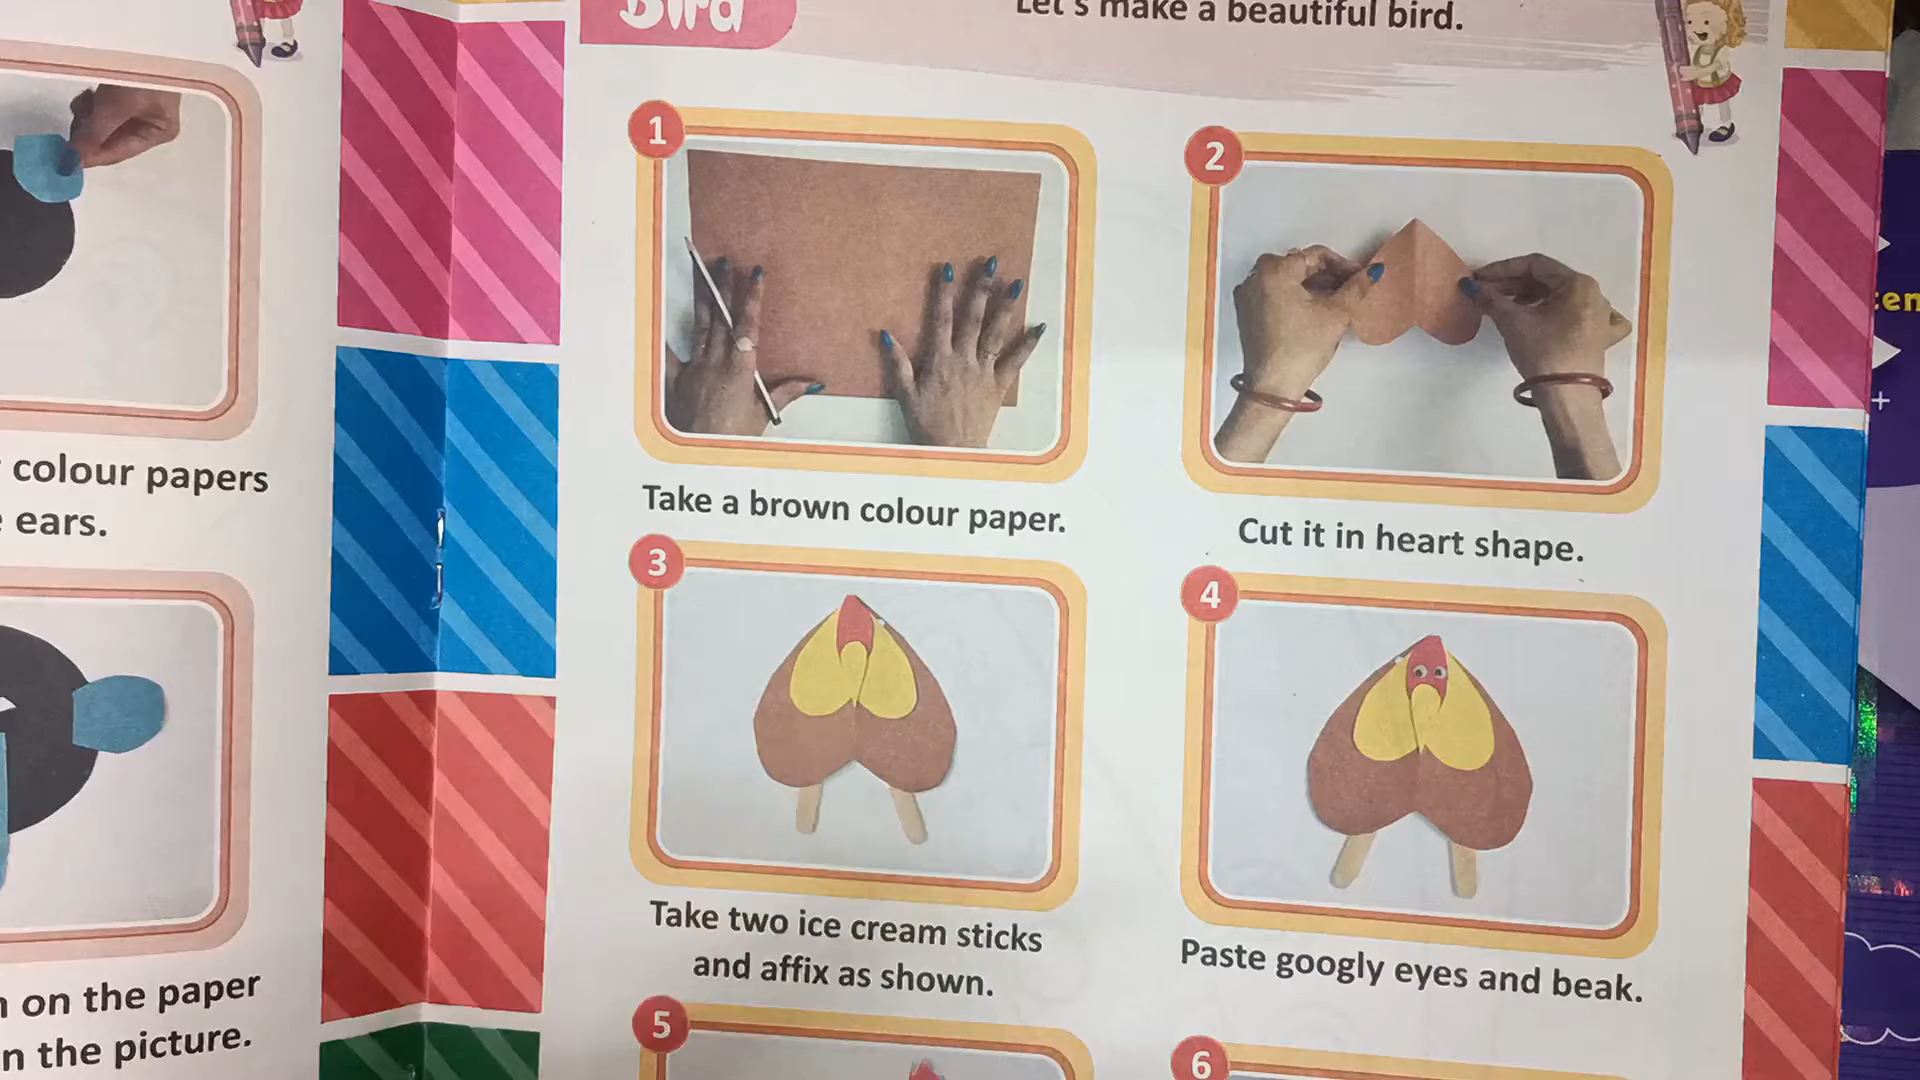 colour papers
ears.
on the paper
n the picture.
Bird
Let's make a beautiful bird.
1
Take a brown colour paper.
2
Cut it in heart shape.
3
Take two ice cream sticks
and affix as shown.
4
Paste googly eyes and beak.
5
6